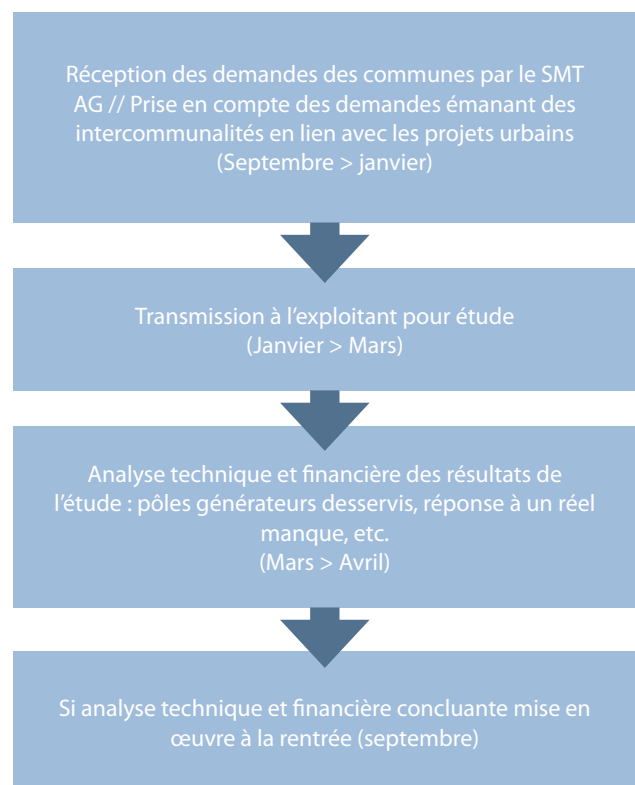 Réception des demandes des communes par le SMT
AG // Prise en compte des demandes émanant des
intercommunalités en lien avec les projets urbains
(Septembre > janvier)
Transmission à l’exploitant pour étude
(Janvier > Mars)
Analyse technique et financière des résultats de
l’étude : pôles générateurs desservis, réponse à un réel
manque, etc.
(Mars > Avril)
Si analyse technique et financière concluante mise en
œuvre à la rentrée (septembre)